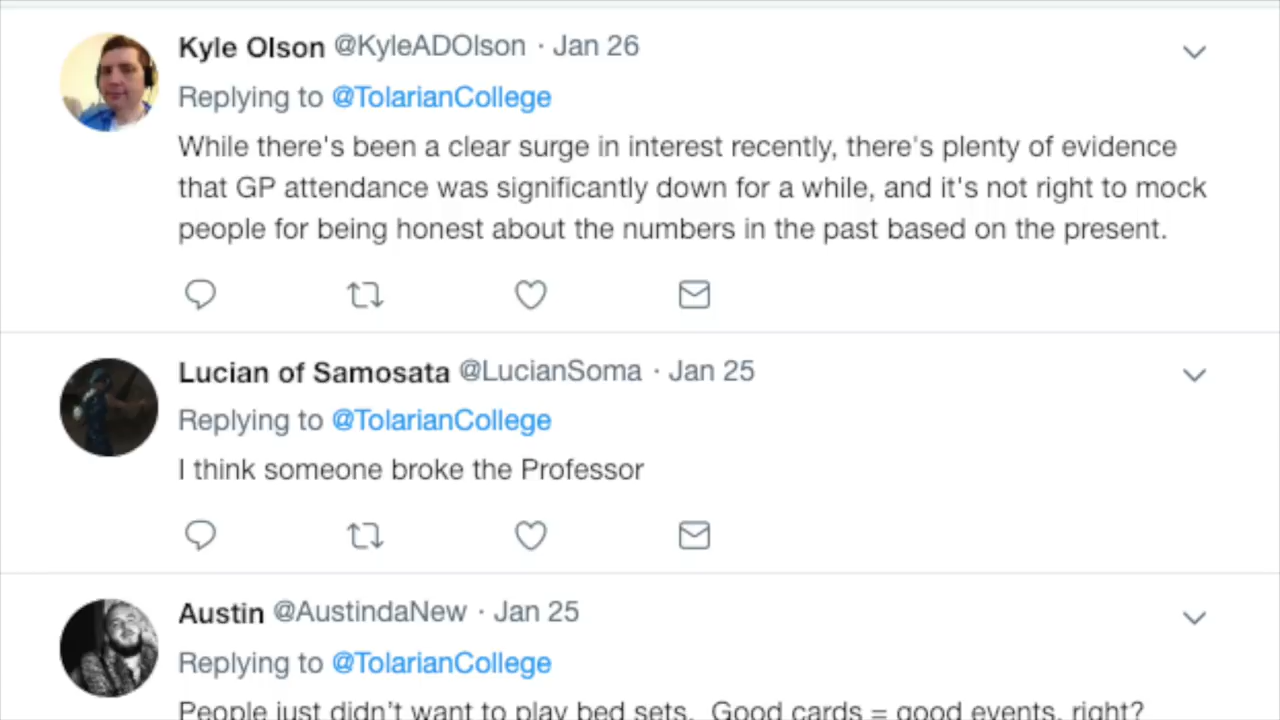 Kyle Olson @KyleADOlson · Jan 26
Replying to @TolarianCollege
While there's been a clear surge in interest recently, there's plenty of evidence
that GP attendance was significantly down for a while, and it's not right to mock
people for being honest about the numbers in the past based on the present.
Lucian of Samosata @LucianSoma · Jan 25
Replying to @TolarianCollege
I think someone broke the Professor
Austin @AustindaNew · Jan 25
Replying to @TolarianCollege
People just didn't want to play bed sets. Good cards = good events, right?